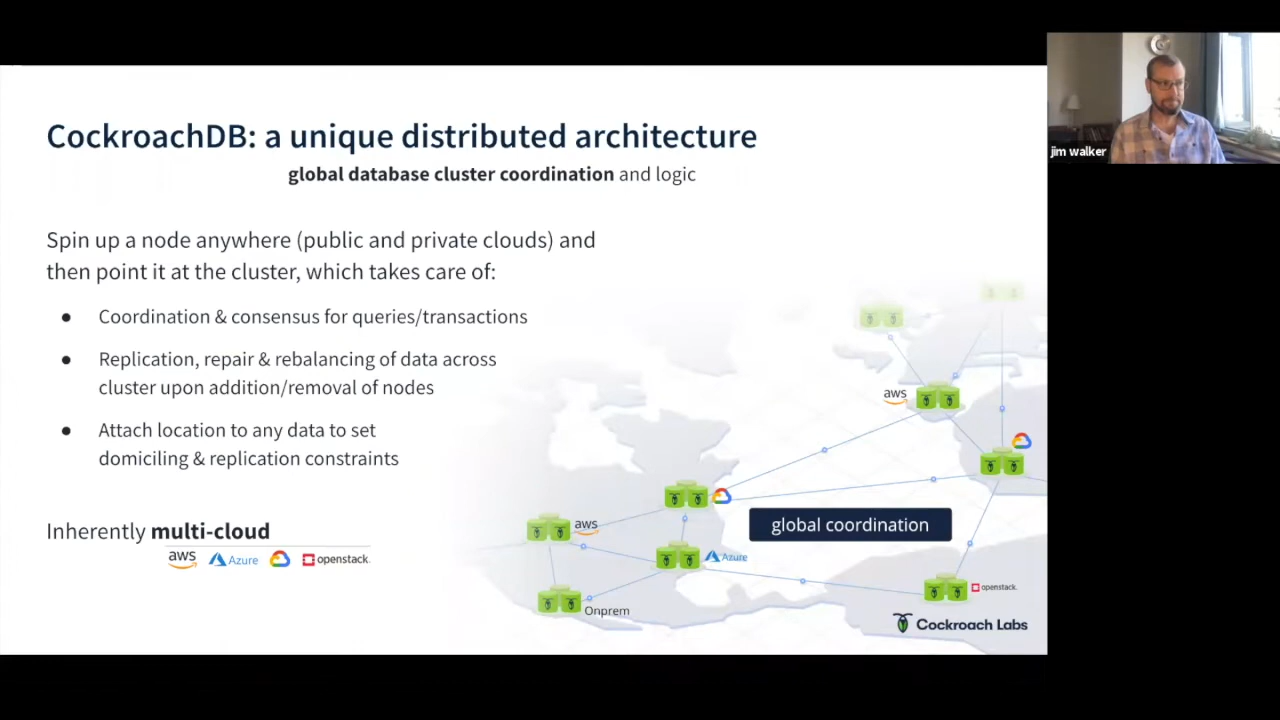 CockroachDB: a unique distributed architecture
global database cluster coordination and logic
Spin up a node anywhere (public and private clouds) and
then point it at the cluster, which takes care of:
● Coordination & consensus for queries/transactions
● Replication, repair & rebalancing of data across
cluster upon addition/removal of nodes
● Attach location to any data to set
domiciling & replication constraints
Inherently multi-cloud
aws Azure openstack.
aws
aws
Azure
Onprem
global coordination
openstack.
Cockroach Labs
jim walker